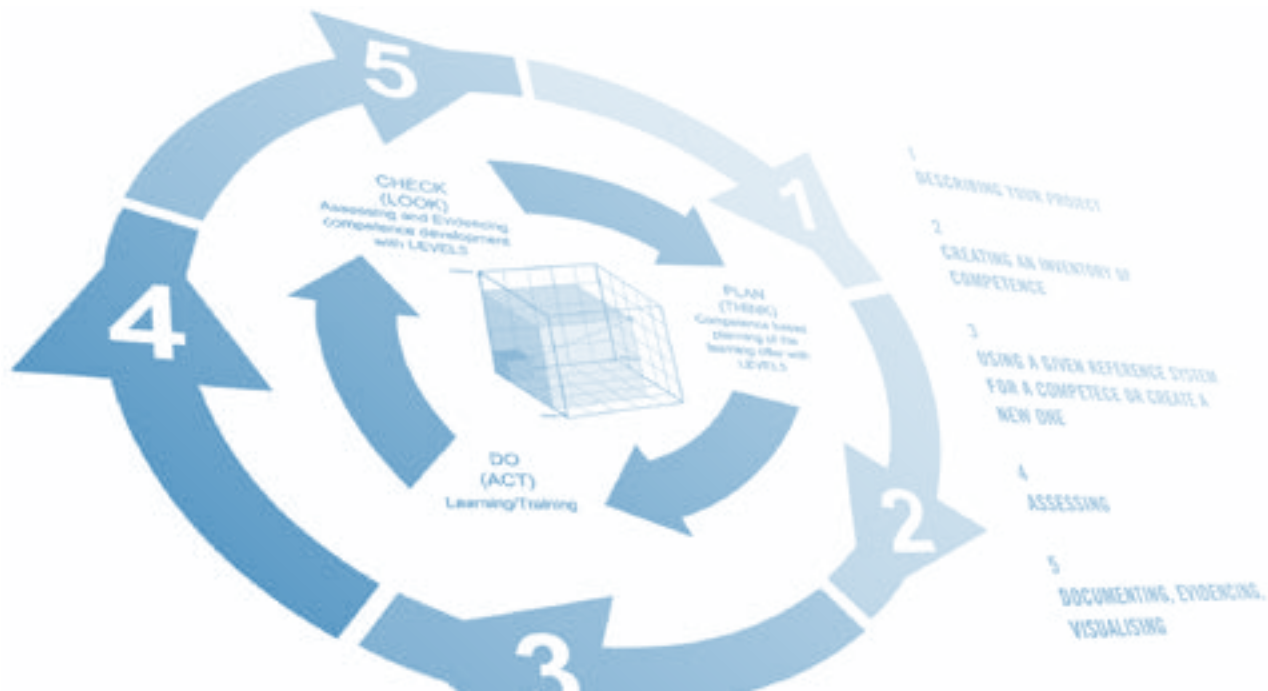 5
1
4
2
3
CHECK
(LOOK)
Assessing and Evidencing
competence development
with LEVEL5
PLAN
(THINK)
Competence based
planning of the
learning offer with
LEVEL5
DO
(ACT)
Learning/Training
1
DESCRIBING YOUR PROJECT
2
CREATING AN INVENTORY OF
COMPETENCE
3
USING A GIVEN REFERENCE SYSTEM
FOR A COMPETECE OR CREATE A
NEW ONE
4
ASSESSING
5
DOCUMENTING, EVIDENCING,
VISUALISING